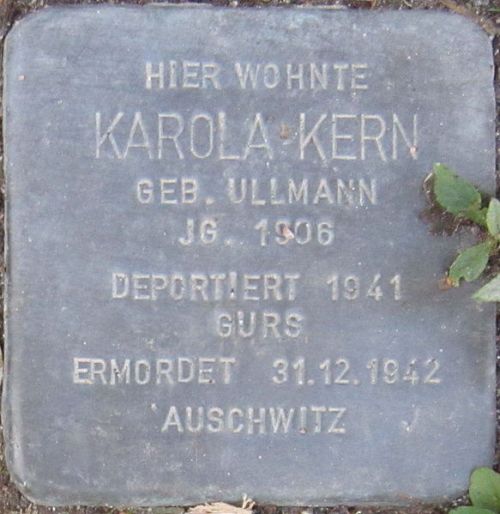 HIER WOHNTE
KAROLA KERN
GEB. ULLMANN
JG. 1906
DEPORTIERT 1941
GURS
ERMORDET 31.12.1942
AUSCHWITZ